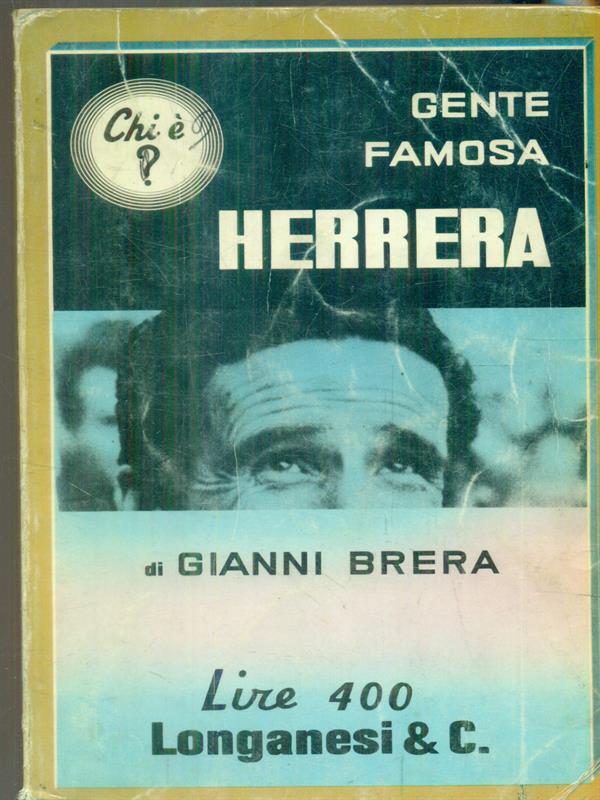 Chi è
?
GENTE
FAMOSA
HERRERA
di GIANNI BRERA
Lire 400
Longanesi & C.